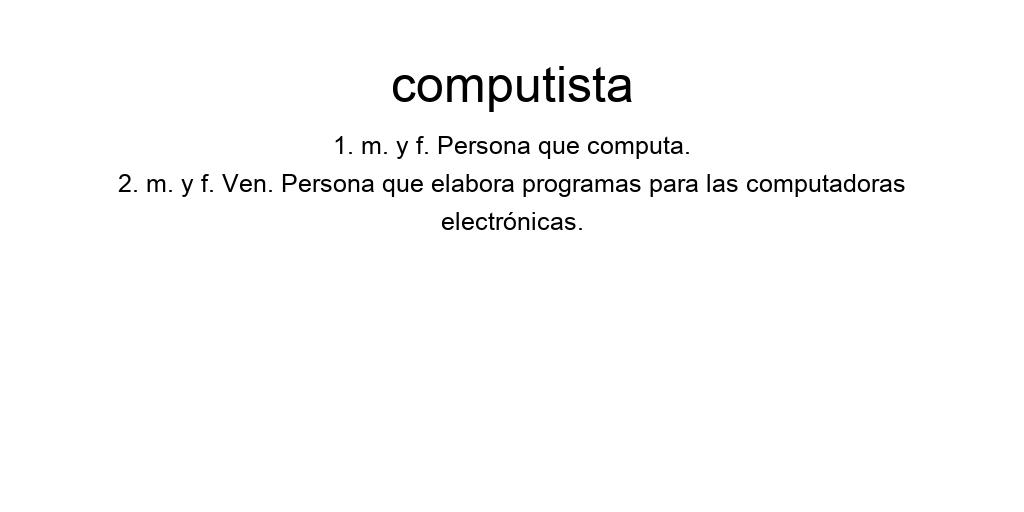 computista
1. m. y f. Persona que computa.
2. m. y f. Ven. Persona que elabora programas para las computadoras
electrónicas.